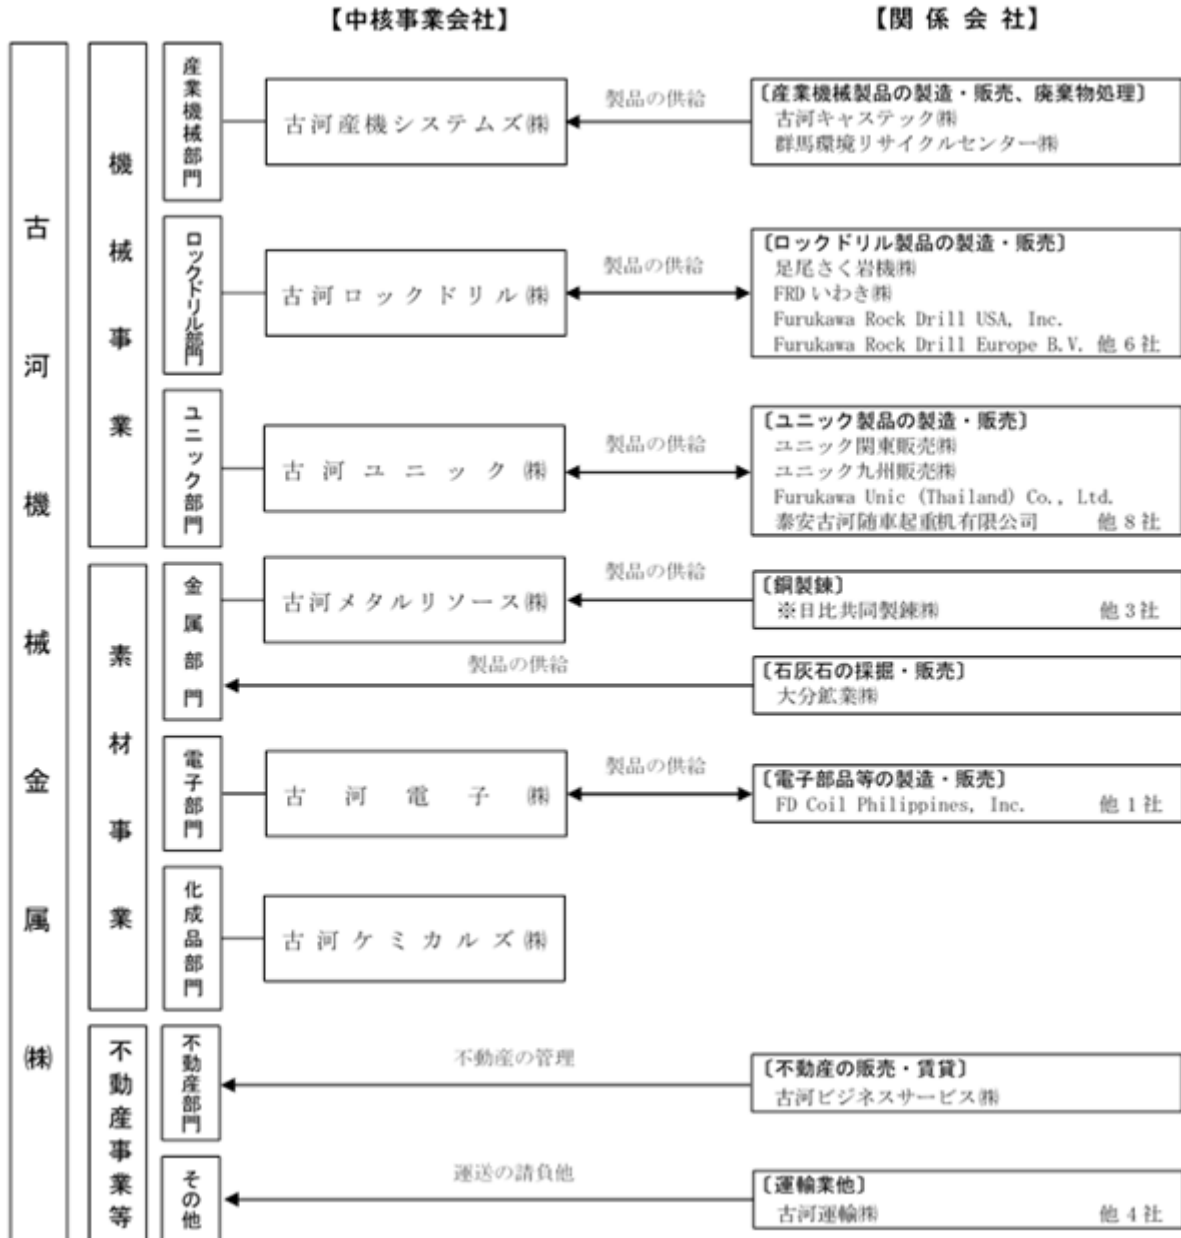 【中核事業会社】
【関係会社】
古河機械金属㈱
機械事業
産業機械部門
古河産機システムズ㈱
製品の供給
〔産業機械製品の製造・販売、廃棄物処理〕
古河キャステック㈱
群馬環境リサイクルセンター㈱
ロックドリル部門
古河ロックドリル㈱
製品の供給
〔ロックドリル製品の製造・販売〕
足尾さく岩機㈱
FRDいわき㈱
Furukawa Rock Drill USA, Inc.
Furukawa Rock Drill Europe B.V. 他6社
ユニック部門
古河ユニック㈱
製品の供給
〔ユニック製品の製造・販売〕
ユニック関東販売㈱
ユニック九州販売㈱
Furukawa Unic (Thailand) Co., Ltd.
泰安古河随車起重机有限公司 他8社
素材事業
金属部門
古河メタルリソース㈱
製品の供給
〔銅製錬〕
※日比共同製錬㈱ 他3社
製品の供給
〔石灰石の採掘・販売〕
大分鉱業㈱
電子部門
古河電子㈱
製品の供給
〔電子部品等の製造・販売〕
FD Coil Philippines, Inc. 他1社
化成品部門
古河ケミカルズ㈱
不動産事業等
不動産部門
不動産の管理
〔不動産の販売・賃貸〕
古河ビジネスサービス㈱
その他
運送の請負他
〔運輸業他〕
古河運輸㈱ 他4社